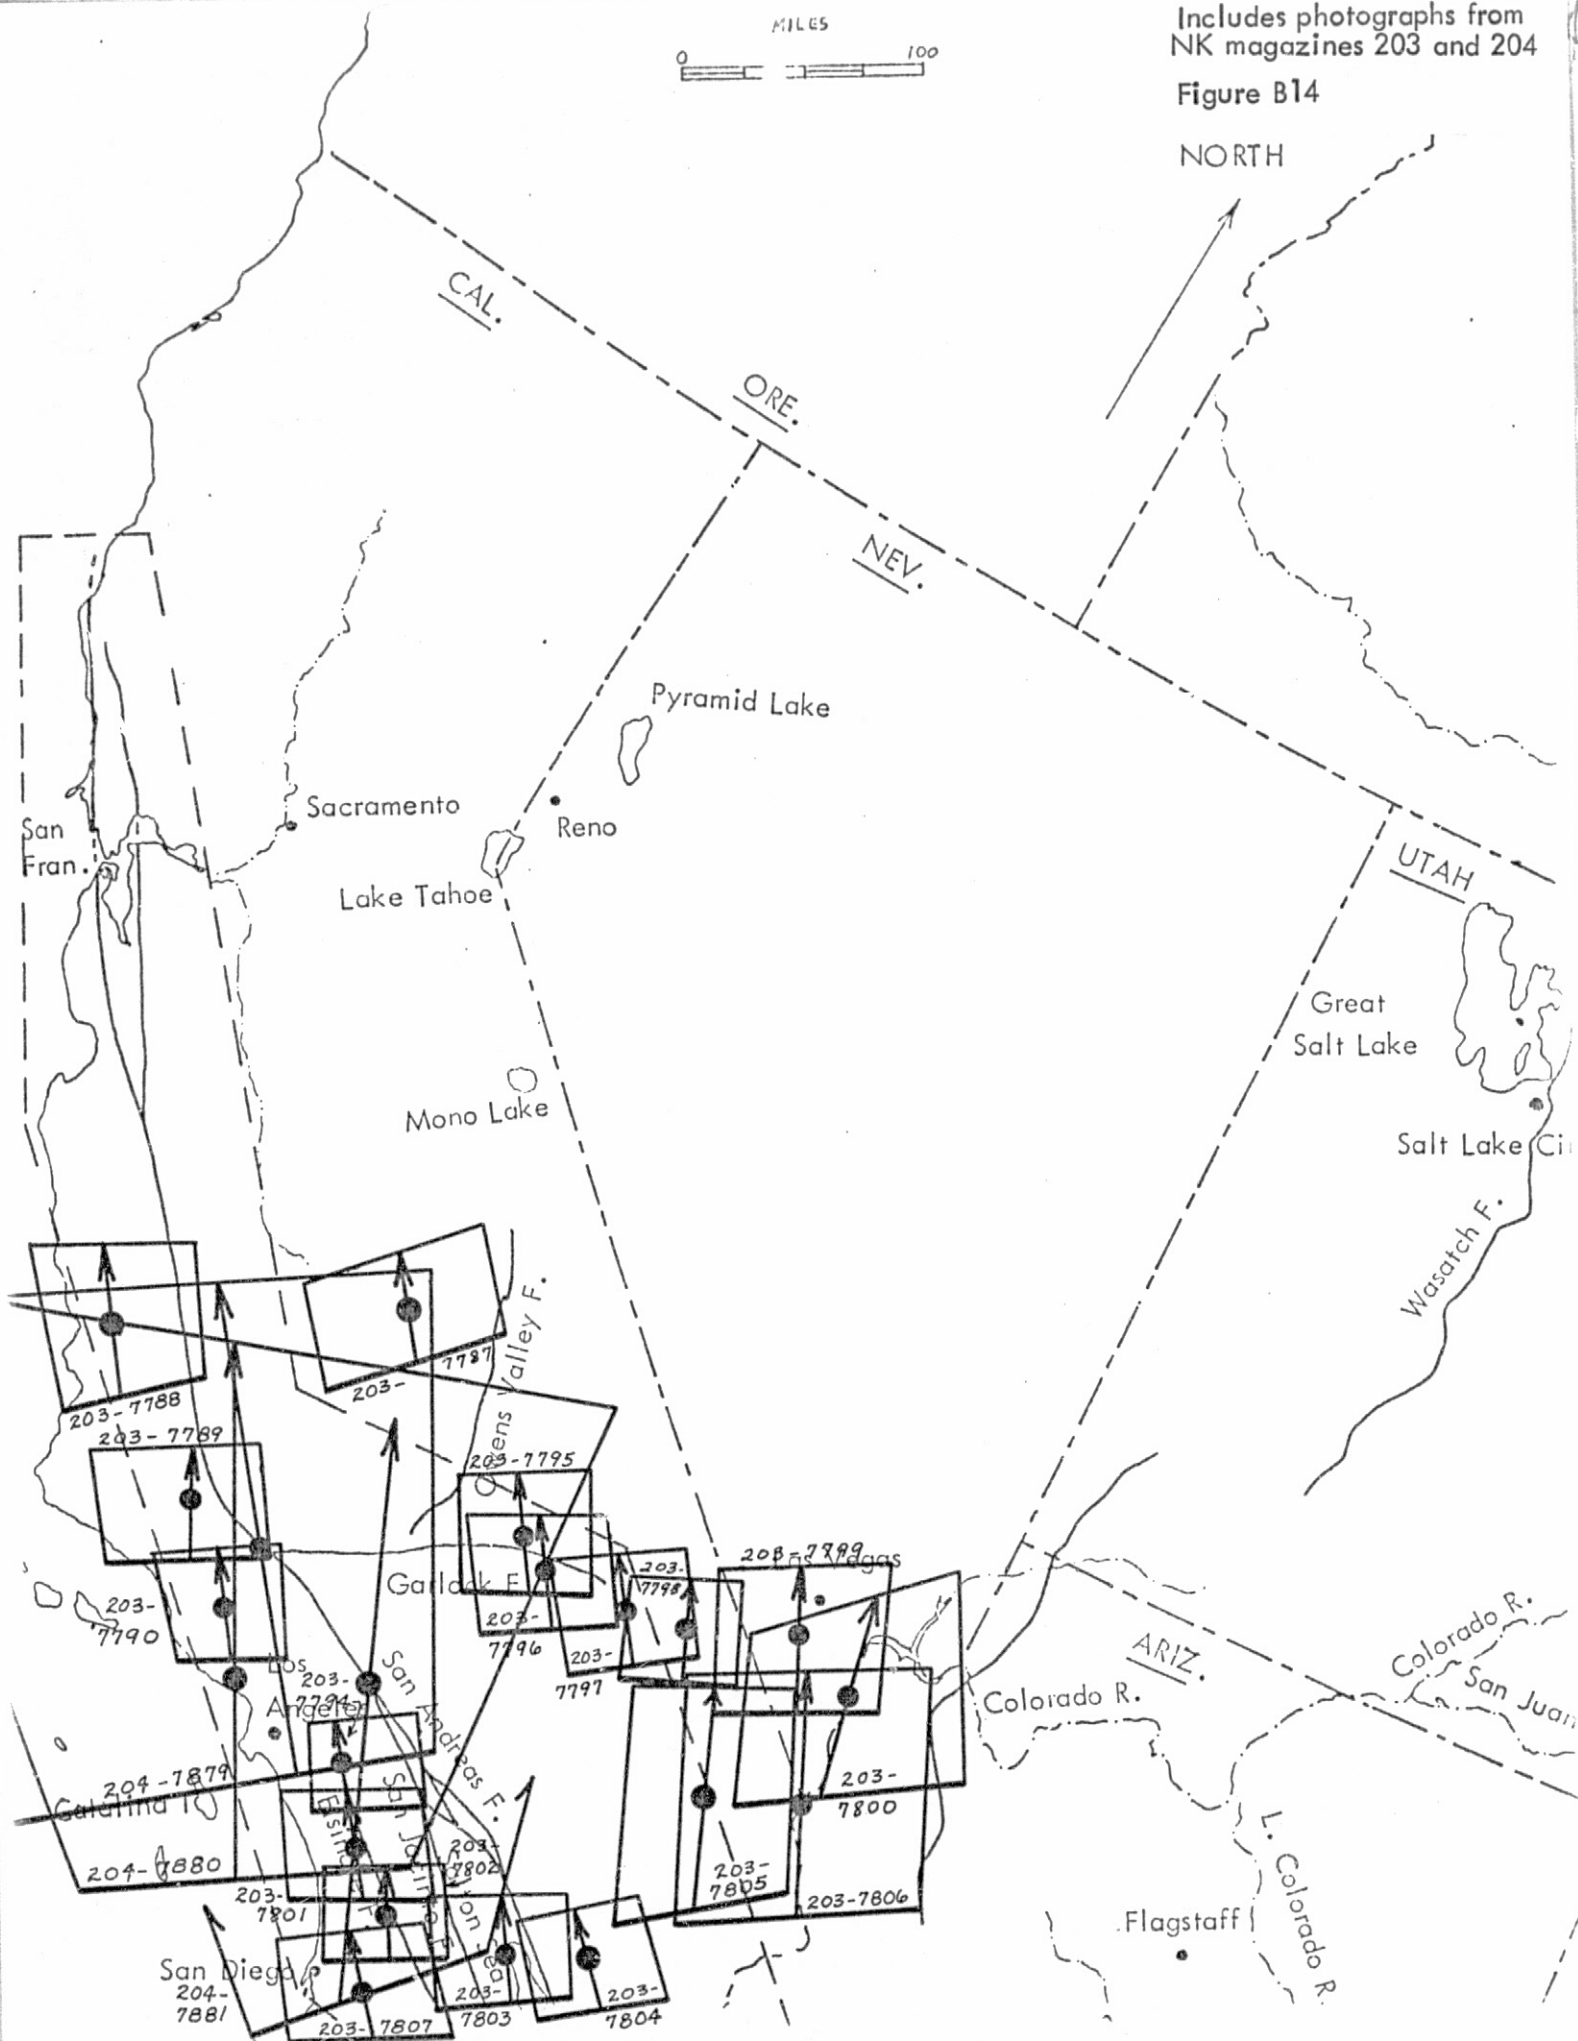 MILES
0 100
Includes photographs from
NK magazines 203 and 204
Figure B14
NORTH
CAL.
ORE.
NEV.
Pyramid Lake
Sacramento
Reno
San
Fran.
Lake Tahoe
UTAH
Great
Salt Lake
Mono Lake
Salt Lake Ci
Wasatch F.
Owens Valley F.
203-
7787
203-7788
203-7789
203-7795
203-7799
Las Vegas
Garlock F.
203-
7798
203-
7790
203-
7796
203-
7797
ARIZ.
Colorado R.
San Juan
Colorado R.
Los
Angeles
203-
7794
San Andreas F.
204-7879
Catalina I
203-
7800
San Jacinto F.
203-
7802
204-7880
203-
7805
203-7806
203-
7801
L. Colorado R.
Flagstaff
San Diego
204-
7881
203-7807
203-
7803
203-
7804